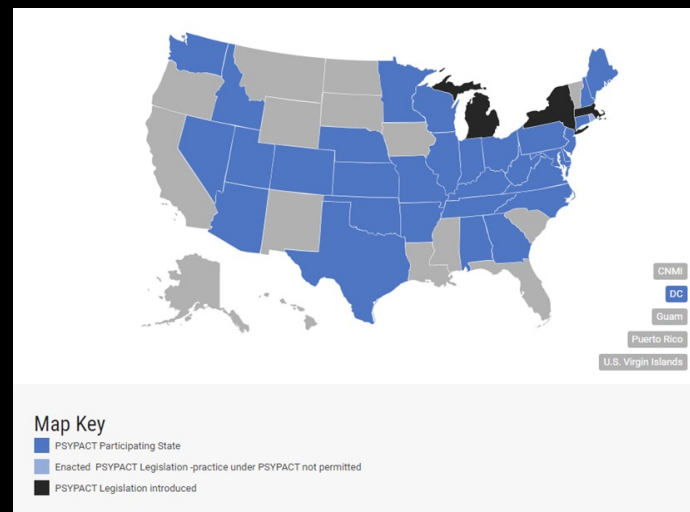 CNMI
DC
Guam
Puerto Rico
U.S. Virgin Islands
Map Key
PSYPACT Participating State
Enacted PSYPACT Legislation -practice under PSYPACT not permitted
PSYPACT Legislation introduced